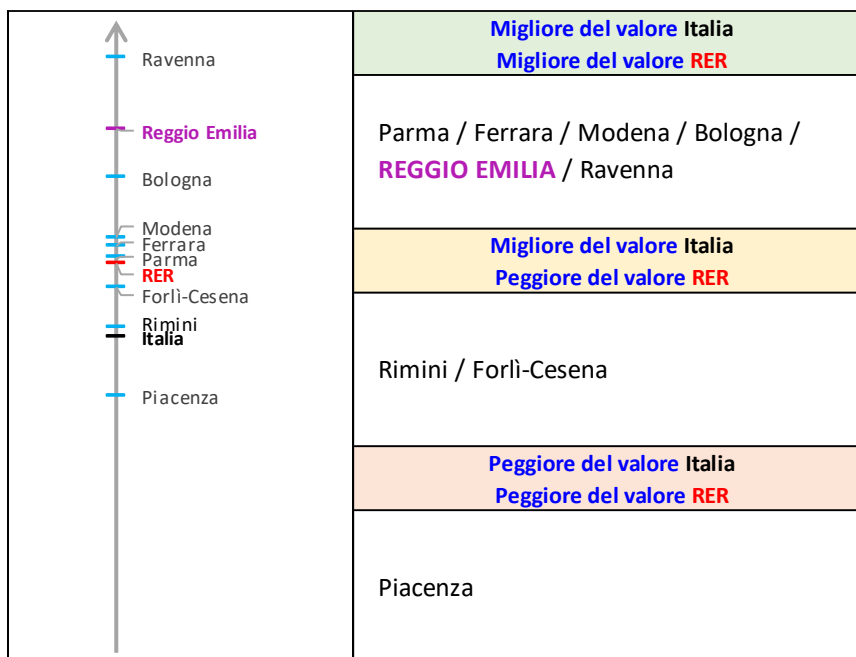 Ravenna
Reggio Emilia
Bologna
Modena
Ferrara
Parma
RER
Forlì-Cesena
Rimini
Italia
Piacenza
Migliore del valore Italia
Migliore del valore RER
Parma / Ferrara / Modena / Bologna /
REGGIO EMILIA / Ravenna
Migliore del valore Italia
Peggiore del valore RER
Rimini / Forlì-Cesena
Peggiore del valore Italia
Peggiore del valore RER
Piacenza